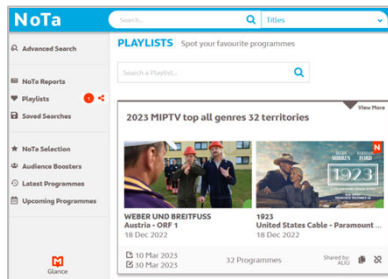 NoTa
Search...
Titles
Advanced Search
PLAYLISTS Spot your favourite programmes
Search a Playlist...
NoTa Reports
Playlists 1
Saved Searches
View More
2023 MIPTV top all genres 32 territories
NoTa Selection
Audience Boosters
Latest Programmes
Upcoming Programmes
1923
N
WEBER UND BREITFUSS
Austria - ORF 1
18 Dec 2022
1923
United States Cable - Paramount ...
18 Dec 2022
10 Mar 2023
30 Mar 2023
32 Programmes
Shared by:
Glance